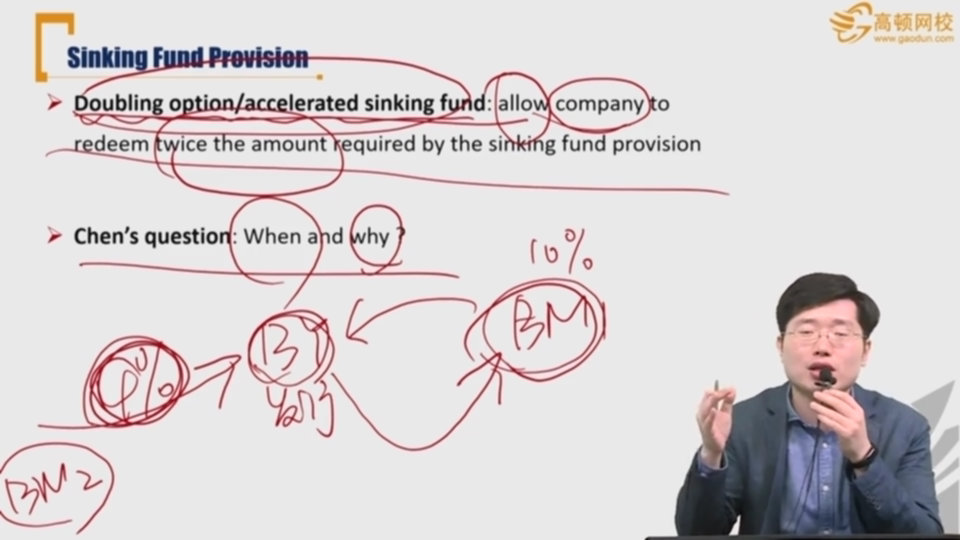 高顿网校
www.gaodun.com
Sinking Fund Provision
Doubling option/accelerated sinking fund: allow company to
redeem twice the amount required by the sinking fund provision
Chen's question: When and why ?
10%
BM
9%
BY
发行
BM2